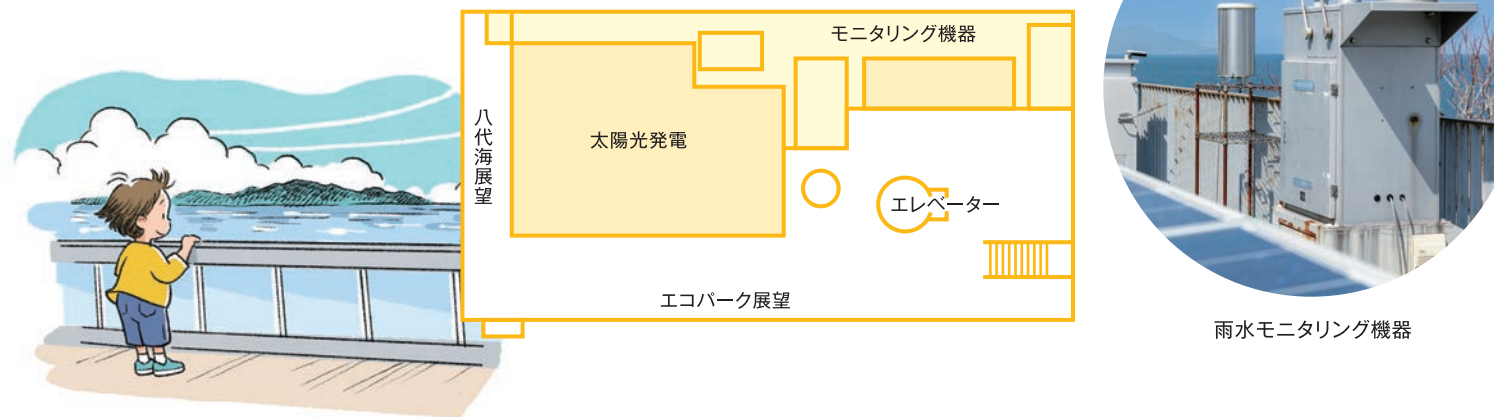 モニタリング機器
八代海展望
太陽光発電
エレベーター
エコパーク展望
雨水モニタリング機器